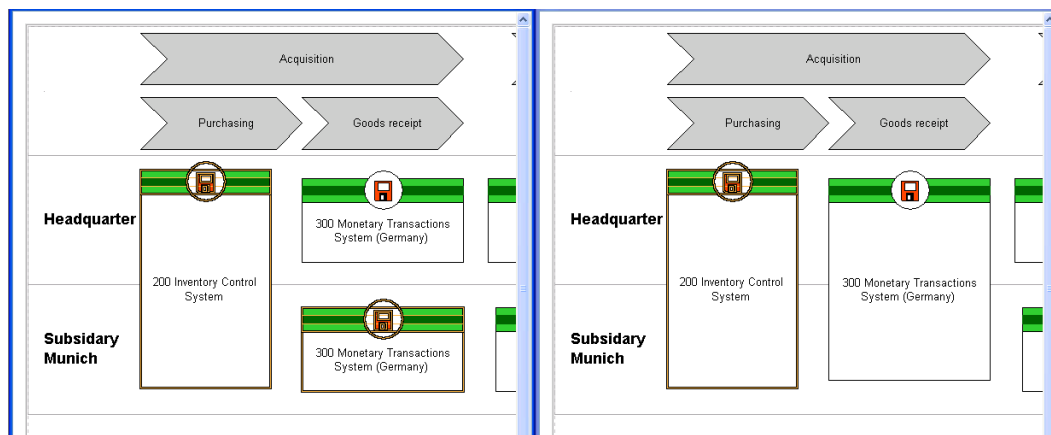 Acquisition
Purchasing
Goods receipt
Headquarter
300 Monetary Transactions
System (Germany)
200 Inventory Control
System
Subsidary
Munich
300 Monetary Transactions
System (Germany)
Acquisition
Purchasing
Goods receipt
Headquarter
200 Inventory Control
System
300 Monetary Transactions
System (Germany)
Subsidary
Munich